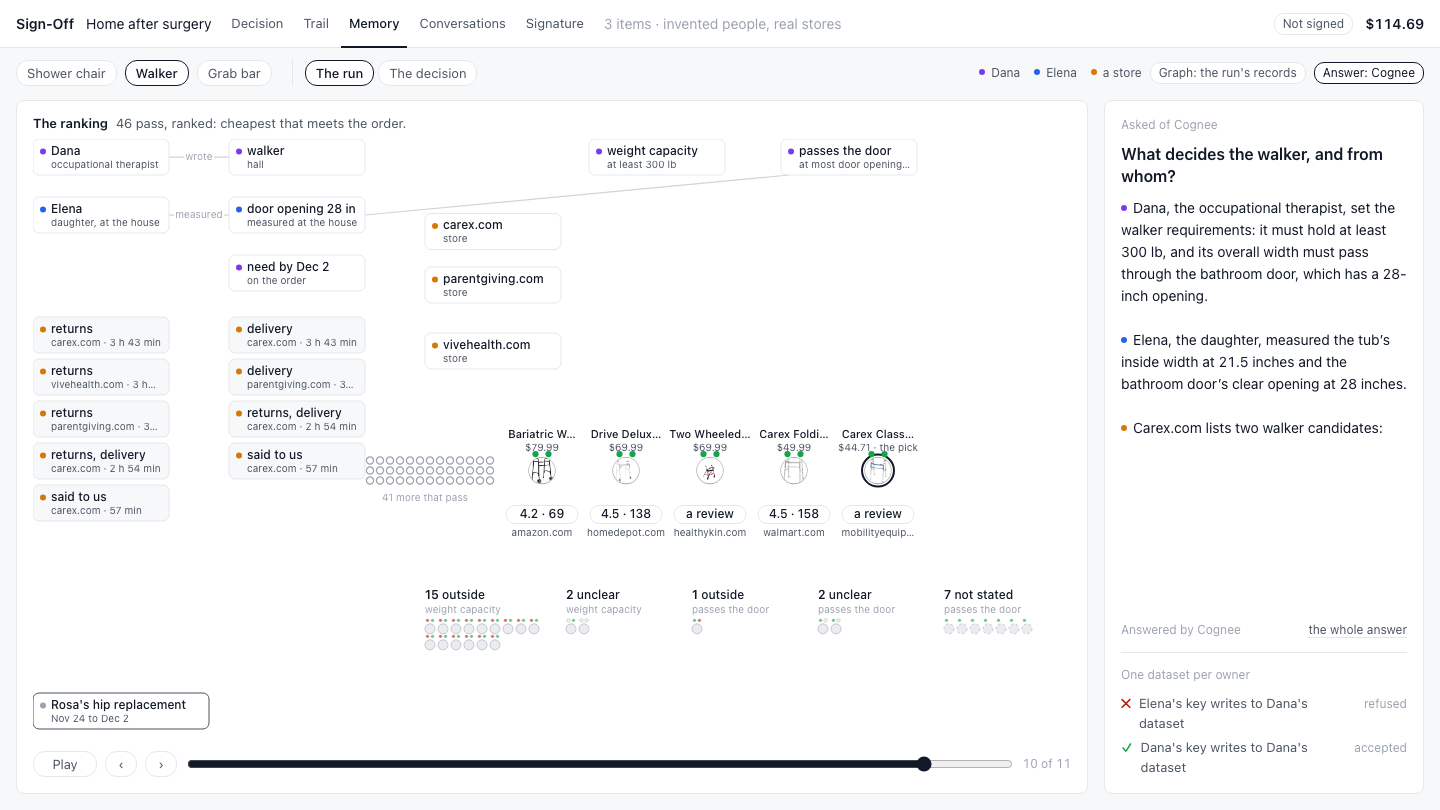 Sign-Off Home after surgery Decision Trail Memory Conversations Signature 3 items · invented people, real stores Not signed $114.69
Shower chair Walker Grab bar The run The decision Dana Elena a store Graph: the run's records Answer: Cognee
The ranking 46 pass, ranked: cheapest that meets the order.
Dana
occupational therapist
wrote
walker
hall
weight capacity
at least 300 lb
passes the door
at most door opening...
Elena
daughter, at the house
measured
door opening 28 in
measured at the house
carex.com
store
need by Dec 2
on the order
parentgiving.com
store
vivehealth.com
store
returns
carex.com · 3 h 43 min
delivery
carex.com · 3 h 43 min
returns
vivehealth.com · 3 h...
delivery
parentgiving.com · 3...
returns
parentgiving.com · 3...
returns, delivery
carex.com · 2 h 54 min
returns, delivery
carex.com · 2 h 54 min
said to us
carex.com · 57 min
said to us
carex.com · 57 min
41 more that pass
Bariatric W...
$79.99
4.2 · 69
amazon.com
Drive Delux...
$69.99
4.5 · 138
homedepot.com
Two Wheeled...
$69.99
a review
healthykin.com
Carex Foldi...
$49.99
4.5 · 158
walmart.com
Carex Class...
$44.71 · the pick
a review
mobilityequip...
15 outside
weight capacity
2 unclear
weight capacity
1 outside
passes the door
2 unclear
passes the door
7 not stated
passes the door
Rosa's hip replacement
Nov 24 to Dec 2
Play ‹ › 10 of 11
Asked of Cognee
What decides the walker, and from
whom?
Dana, the occupational therapist, set the
walker requirements: it must hold at least
300 lb, and its overall width must pass
through the bathroom door, which has a 28-
inch opening.
Elena, the daughter, measured the tub’s
inside width at 21.5 inches and the
bathroom door’s clear opening at 28 inches.
Carex.com lists two walker candidates:
Answered by Cognee the whole answer
One dataset per owner
Elena's key writes to Dana's
dataset
refused
Dana's key writes to Dana's
dataset
accepted